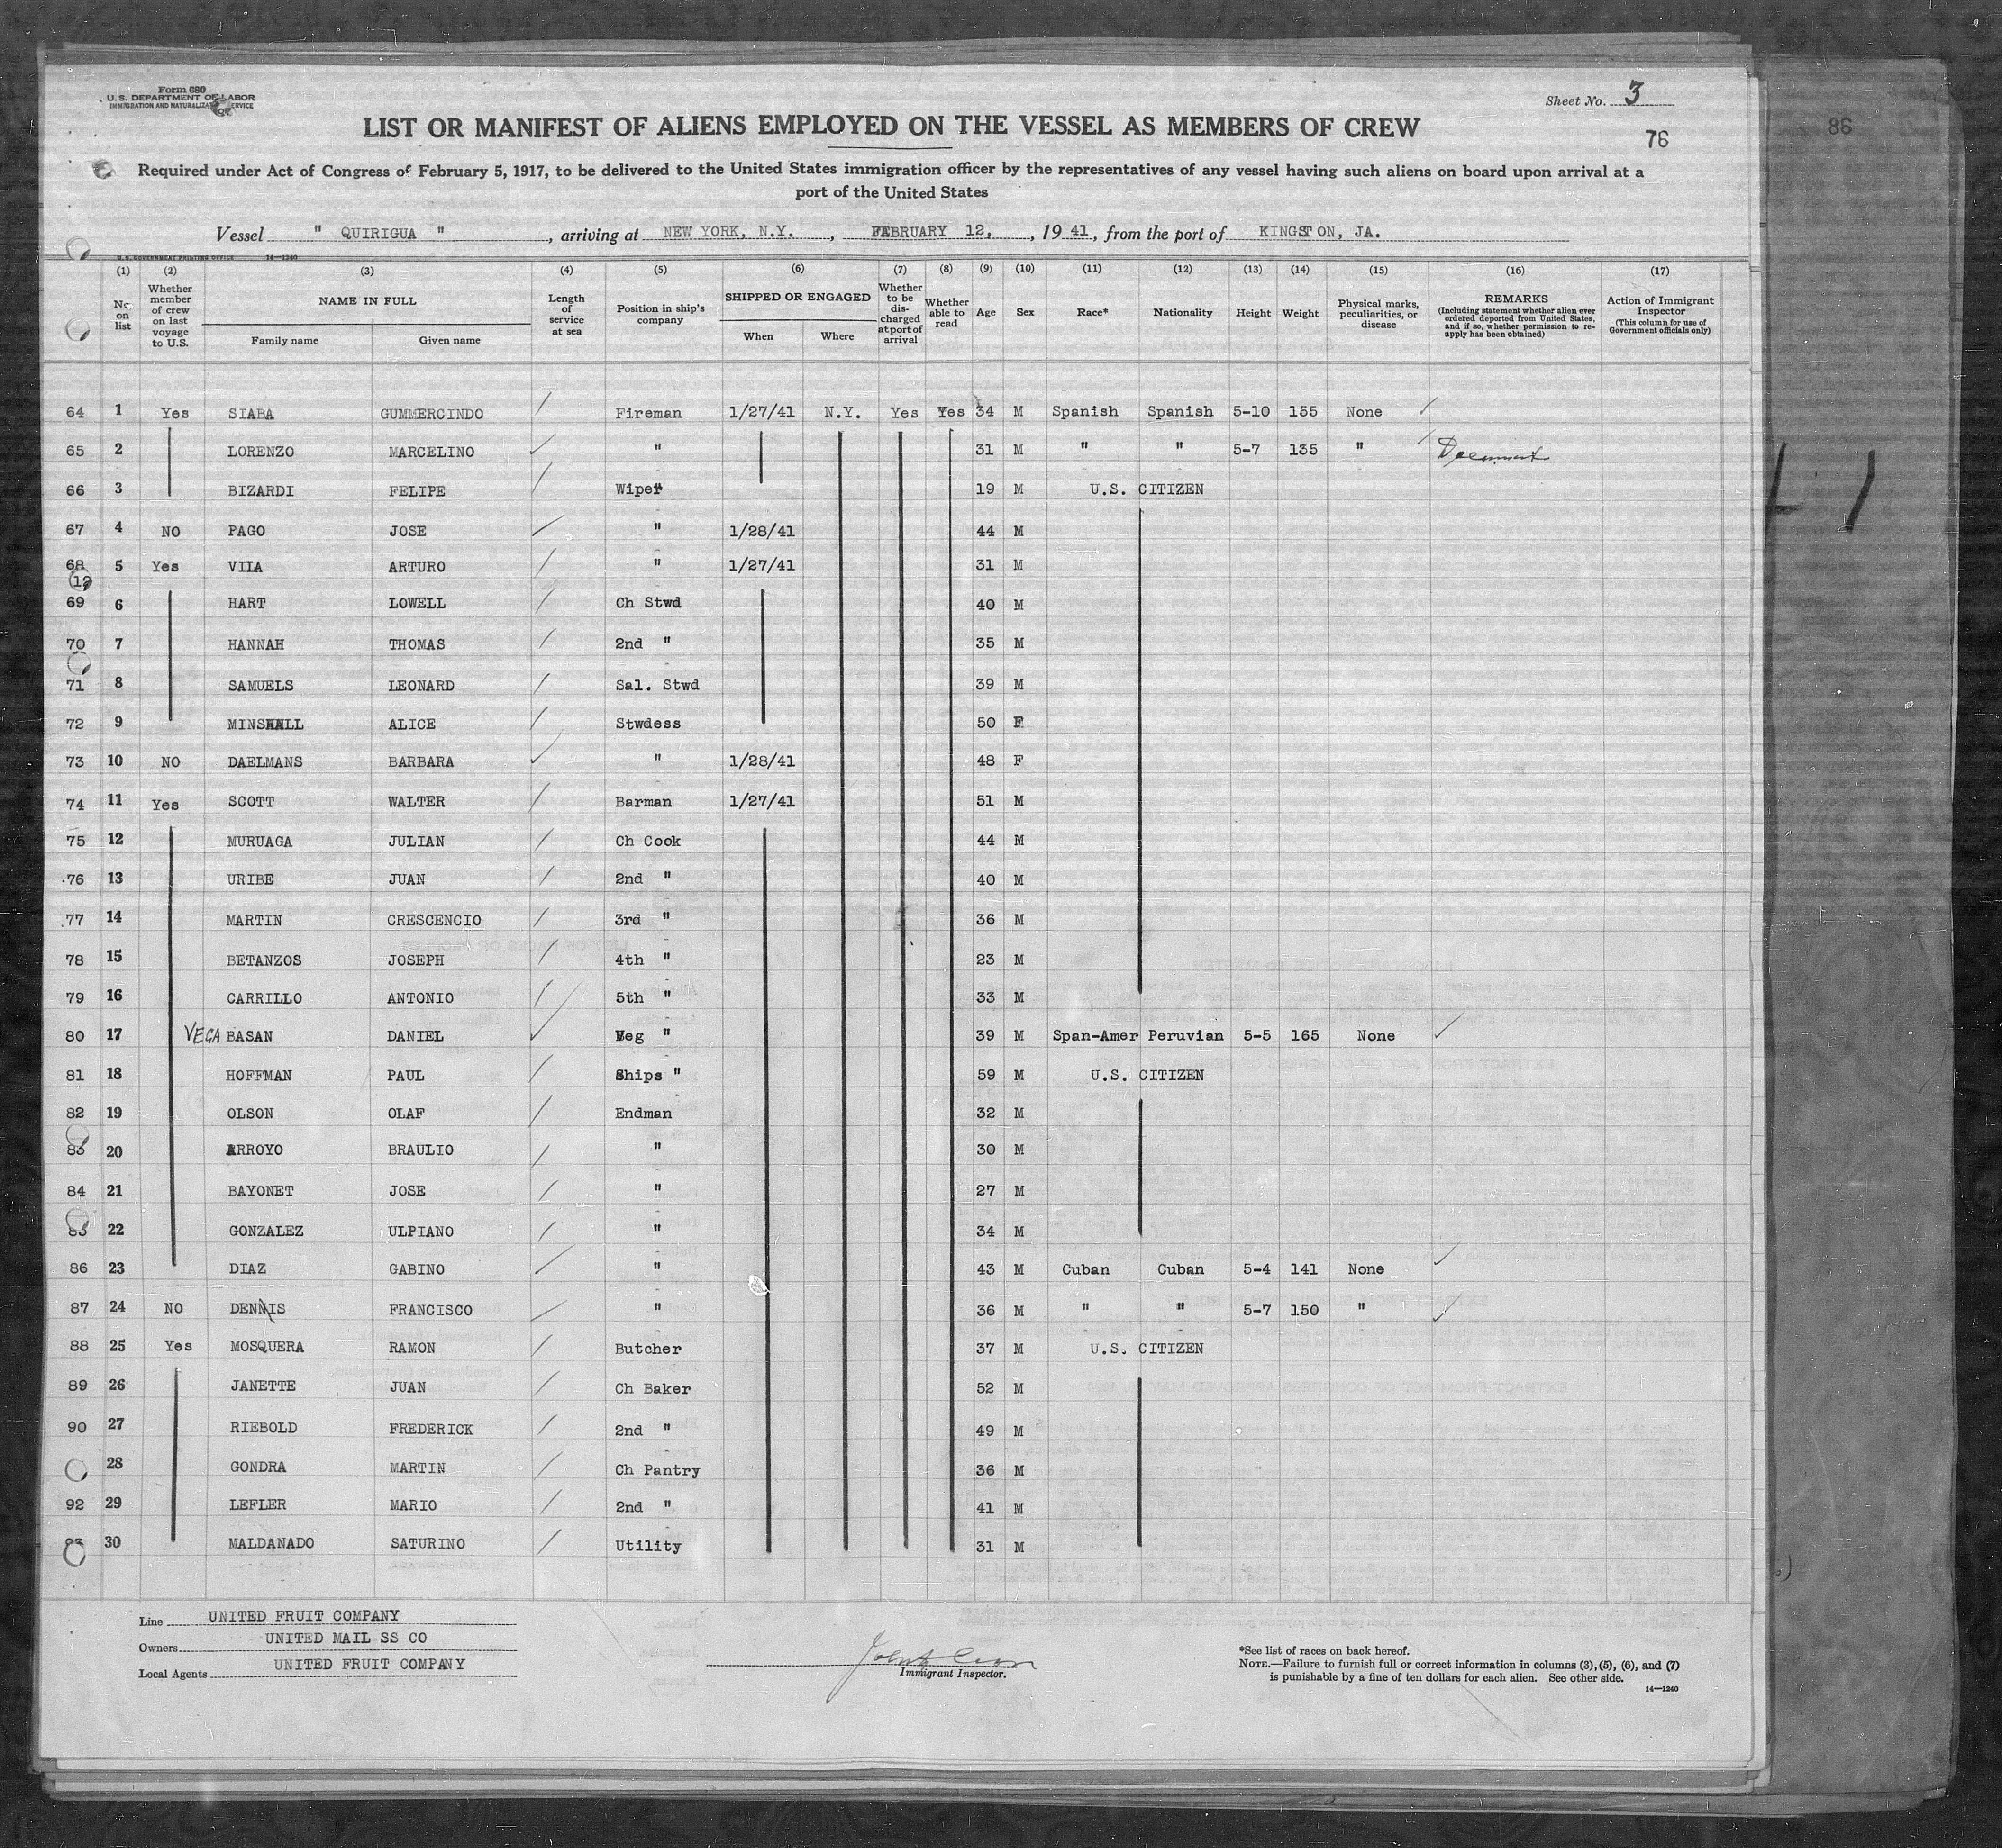 Form 680
U.S. DEPARTMENT OF LABOR
IMMIGRATION AND NATURALIZATION SERVICE
Sheet No. 3
LIST OR MANIFEST OF ALIENS EMPLOYED ON THE VESSEL AS MEMBERS OF CREW
76
86
Required under Act of Congress of February 5, 1917, to be delivered to the United States immigration officer by the representatives of any vessel having such aliens on board upon arrival at a
port of the United States
Vessel " QUIRIGUA ", arriving at NEW YORK, N.Y., FEBRUARY 12, , 19 41, from the port of KINGSTON, JA.
U.S. GOVERNMENT PRINTING OFFICE 14—1240
(1) (2) (3) (4) (5) (6) (7) (8) (9) (10) (11) (12) (13) (14) (15) (16) (17)
No. on list
Whether member of crew on last voyage to U.S.
NAME IN FULL
Family name Given name
Length of service at sea
Position in ship's company
SHIPPED OR ENGAGED
When Where
Whether to be discharged at port of arrival
Whether able to read
Age Sex Race* Nationality Height Weight
Physical marks, peculiarities, or disease
REMARKS
(Including statement whether alien ever ordered deported from United States, and if so, whether permission to reapply has been obtained)
Action of Immigrant Inspector
(This column for use of Government officials only)
64 1 Yes SIABA GUMMERCINDO Fireman 1/27/41 N.Y. Yes Yes 34 M Spanish Spanish 5-10 155 None
65 2 LORENZO MARCELINO " 31 M " " 5-7 135 " Document
66 3 BIZARDI FELIPE Wiper 19 M U.S. CITIZEN
67 4 NO PAGO JOSE " 1/28/41 44 M
68 5 Yes VIIA ARTURO " 1/27/41 31 M
12
69 6 HART LOWELL Ch Stwd 40 M
70 7 HANNAH THOMAS 2nd " 35 M
71 8 SAMUELS LEONARD Sal. Stwd 39 M
72 9 MINSHALL ALICE Stwdess 50 F
73 10 NO DAELMANS BARBARA " 1/28/41 48 F
74 11 Yes SCOTT WALTER Barman 1/27/41 51 M
75 12 MURUAGA JULIAN Ch Cook 44 M
76 13 URIBE JUAN 2nd " 40 M
77 14 MARTIN CRESCENCIO 3rd " 36 M
78 15 BETANZOS JOSEPH 4th " 23 M
79 16 CARRILLO ANTONIO 5th " 33 M
80 17 VEGA BASAN DANIEL Veg " 39 M Span-Amer Peruvian 5-5 165 None
81 18 HOFFMAN PAUL Ships " 59 M U.S. CITIZEN
82 19 OLSON OLAF Endman 32 M
83 20 ARROYO BRAULIO " 30 M
84 21 BAYONET JOSE " 27 M
85 22 GONZALEZ ULPIANO " 34 M
86 23 DIAZ GABINO " 43 M Cuban Cuban 5-4 141 None
87 24 NO DENNIS FRANCISCO " 36 M " " 5-7 150 "
88 25 Yes MOSQUERA RAMON Butcher 37 M U.S. CITIZEN
89 26 JANETTE JUAN Ch Baker 52 M
90 27 RIEBOLD FREDERICK 2nd " 49 M
28 GONDRA MARTIN Ch Pantry 36 M
92 29 LEFLER MARIO 2nd " 41 M
93 30 MALDANADO SATURINO Utility 31 M
Line UNITED FRUIT COMPANY
Owners UNITED MAIL SS CO
Local Agents UNITED FRUIT COMPANY
Immigrant Inspector.
*See list of races on back hereof.
NOTE.—Failure to furnish full or correct information in columns (3), (5), (6), and (7)
is punishable by a fine of ten dollars for each alien. See other side.
14—1240